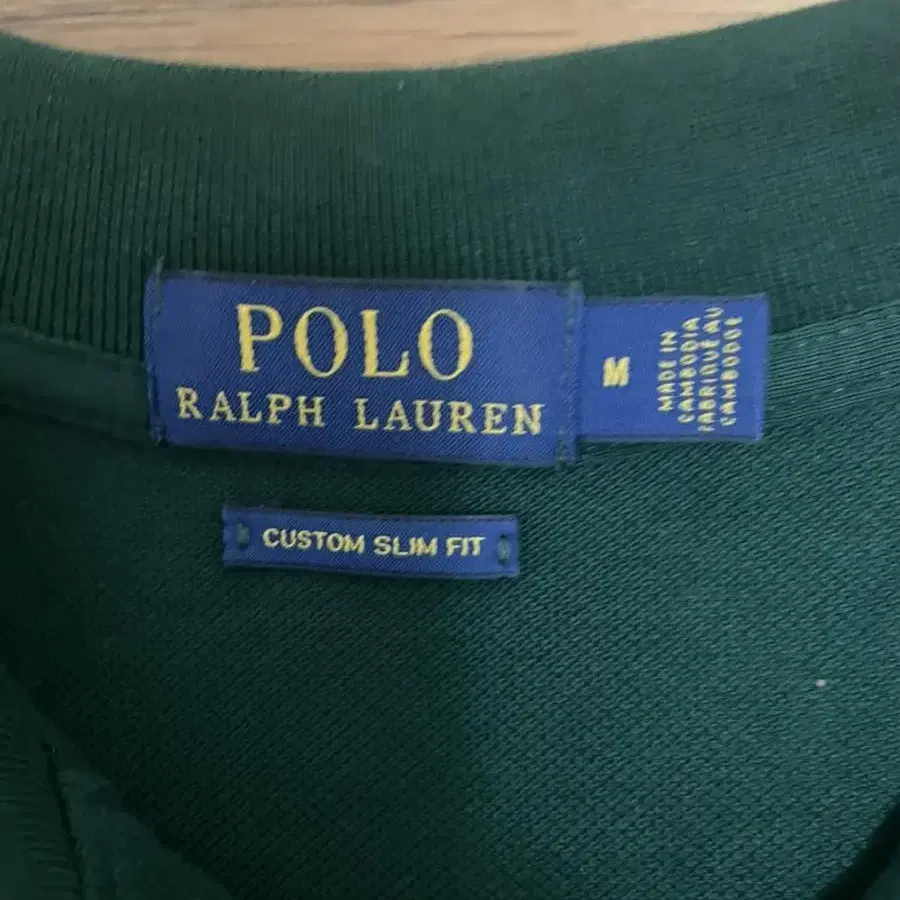 POLO
RALPH LAUREN
M
MADE IN
CAMBODIA
FABRIQUÉ AU
CAMBODGE
CUSTOM SLIM FIT